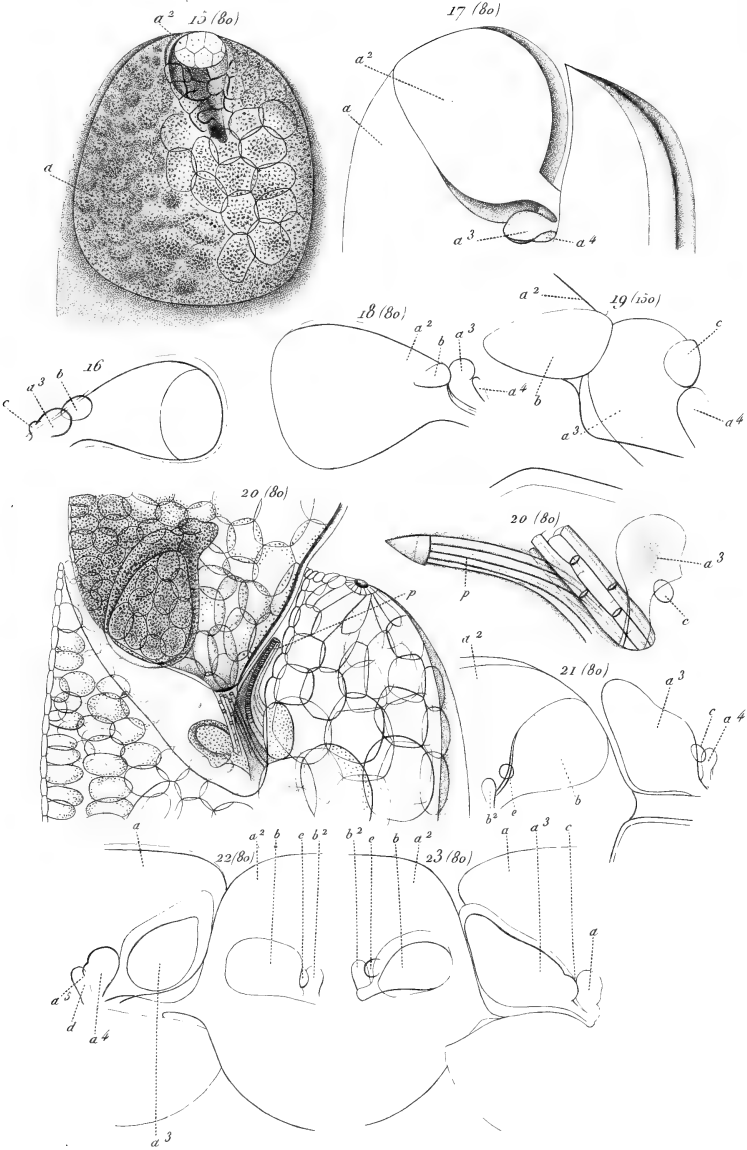 a² 15 (80)
a
17 (80)
a²
a
a³ a⁴
16
c a³ b
18 (80)
a² b a³
a⁴
19 (150)
a²
c
b
a³
a⁴
20 (80)
p
20 (80)
p
a³
c
21 (80)
a²
a³
c a⁴
b² e b
22 (80)
a a² b e b²
a⁵ d a⁴
a³
23 (80)
b² e b a² a a³ c
a